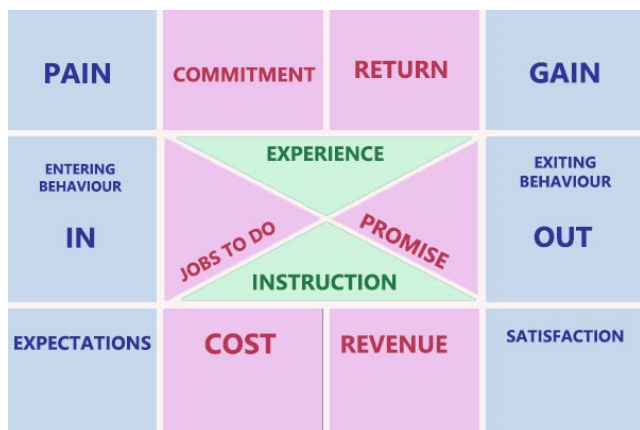 PAIN
COMMITMENT
RETURN
GAIN
ENTERING
BEHAVIOUR
IN
EXPERIENCE
JOBS TO DO
PROMISE
INSTRUCTION
EXITING
BEHAVIOUR
OUT
EXPECTATIONS
COST
REVENUE
SATISFACTION